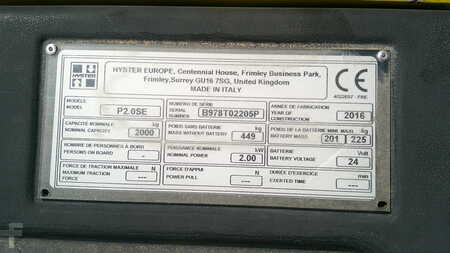 HYSTER
HYSTER EUROPE, Centennial House, Frimley Business Park,
Frimley, Surrey GU16 7SG, United Kingdom
MADE IN ITALY
CE
MODELE
MODEL
P2.0SE
NUMERO DE SERIE
SERIAL NUMBER
B978T02205P
ANNEE DE FABRICATION
YEAR OF CONSTRUCTION
2016
CAPACITE NOMINALE
NOMINAL CAPACITY
kg
2000
POIDS SANS BATTERIE
MASS WITHOUT BATTERY
kg
449
POIDS DE LA BATTERIE MINI MAXI
BATTERY MASS
kg
201 225
NOMBRE DE PERSONNES A BORD
PERSONS ON BOARD
-
PUISSANCE NOMINALE
NOMINAL POWER
kW
2.00
BATTERIE
BATTERY VOLTAGE
Volt
24
FORCE DE TRACTION MAXIMALE
MAXIMUM TRACTION FORCE
N
---
FORCE D'APPUI
POWER PULL
N
---
DUREE D'EXERCICE
EXERTED TIME
min
---
F